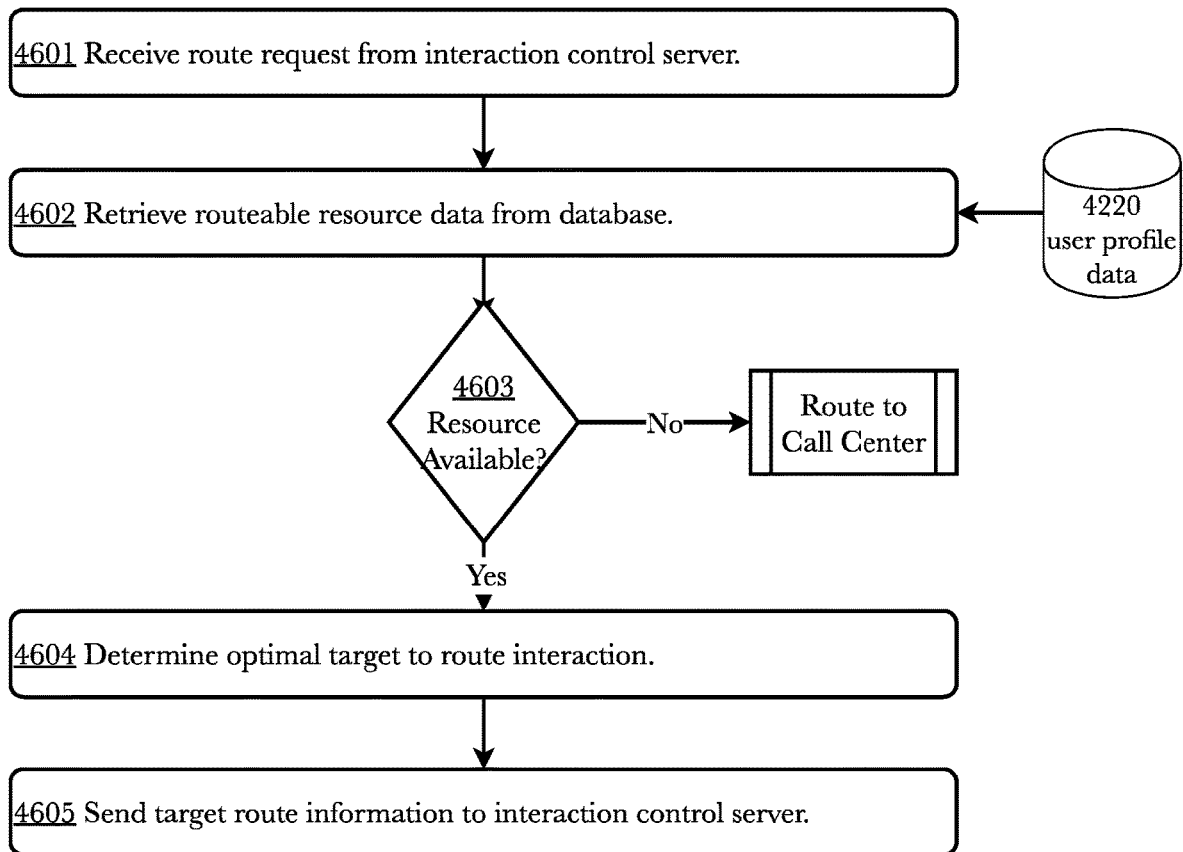 4601 Receive route request from interaction control server.
4602 Retrieve routeable resource data from database.
4220
user profile
data
4603
Resource
Available?
No
Route to
Call Center
Yes
4604 Determine optimal target to route interaction.
4605 Send target route information to interaction control server.